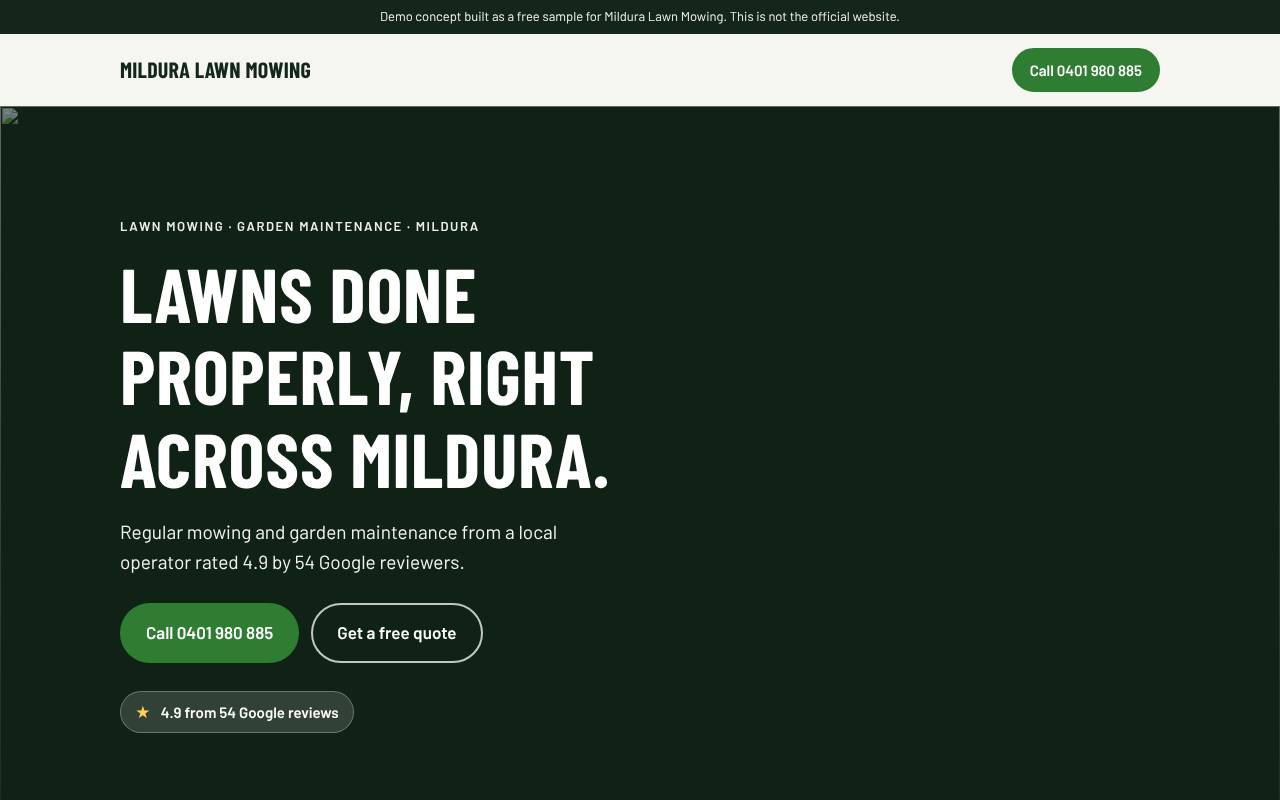 Demo concept built as a free sample for Mildura Lawn Mowing. This is not the official website.
MILDURA LAWN MOWING
Call 0401 980 885
LAWN MOWING · GARDEN MAINTENANCE · MILDURA
LAWNS DONE
PROPERLY, RIGHT
ACROSS MILDURA.
Regular mowing and garden maintenance from a local
operator rated 4.9 by 54 Google reviewers.
Call 0401 980 885
Get a free quote
★ 4.9 from 54 Google reviews